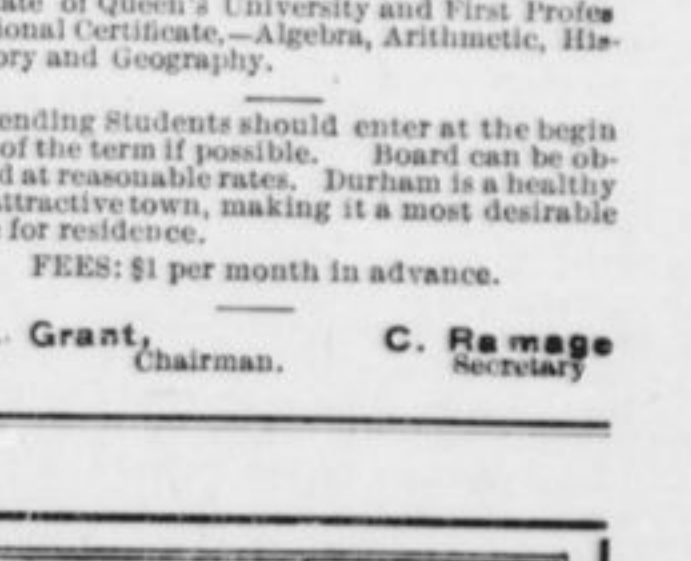 ate of Queen's University and First Profes
ional Certificate,—Algebra, Arithmetic, His-
ory and Geography.
ending Students should enter at the begin
of the term if possible. Board can be ob-
d at reasonable rates. Durham is a healthy
ttractive town, making it a most desirable
for residence.
FEES: $1 per month in advance.
. Grant, C. Ramage
Chairman. Secretary